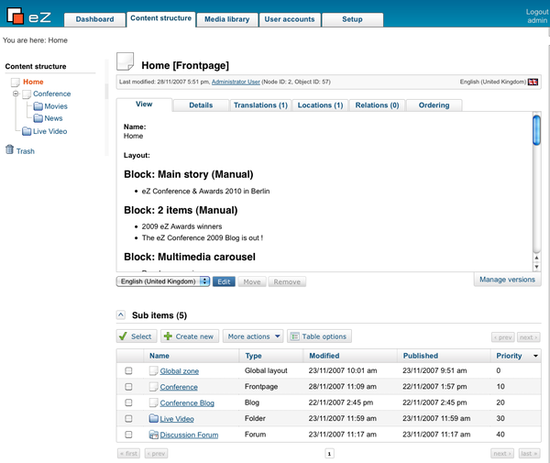 eZ Dashboard Content structure Media library User accounts Setup Logout
admin
You are here: Home
Content structure
Home
Conference
Movies
News
Live Video
Trash
Home [Frontpage]
Last modified: 28/11/2007 5:51 pm, Administrator User (Node ID: 2, Object ID: 57) English (United Kingdom)
View Details Translations (1) Locations (1) Relations (0) Ordering
Name:
Home
Layout:
Block: Main story (Manual)
• eZ Conference & Awards 2010 in Berlin
Block: 2 items (Manual)
• 2009 eZ Awards winners
• The eZ Conference 2009 Blog is out !
Block: Multimedia carousel
English (United Kingdom) Edit Move Remove Manage versions
Sub items (5)
Select Create new More actions Table options ‹ prev next ›
Name Type Modified Published Priority
Global zone Global layout 23/11/2007 10:01 am 23/11/2007 9:51 am 0
Conference Frontpage 28/11/2007 11:09 am 22/11/2007 1:57 pm 10
Conference Blog Blog 22/11/2007 2:45 pm 22/11/2007 2:45 pm 20
Live Video Folder 23/11/2007 11:59 am 23/11/2007 11:59 am 30
Discussion Forum Forum 23/11/2007 11:17 am 23/11/2007 11:17 am 40
« first ‹ prev 1 next › last »